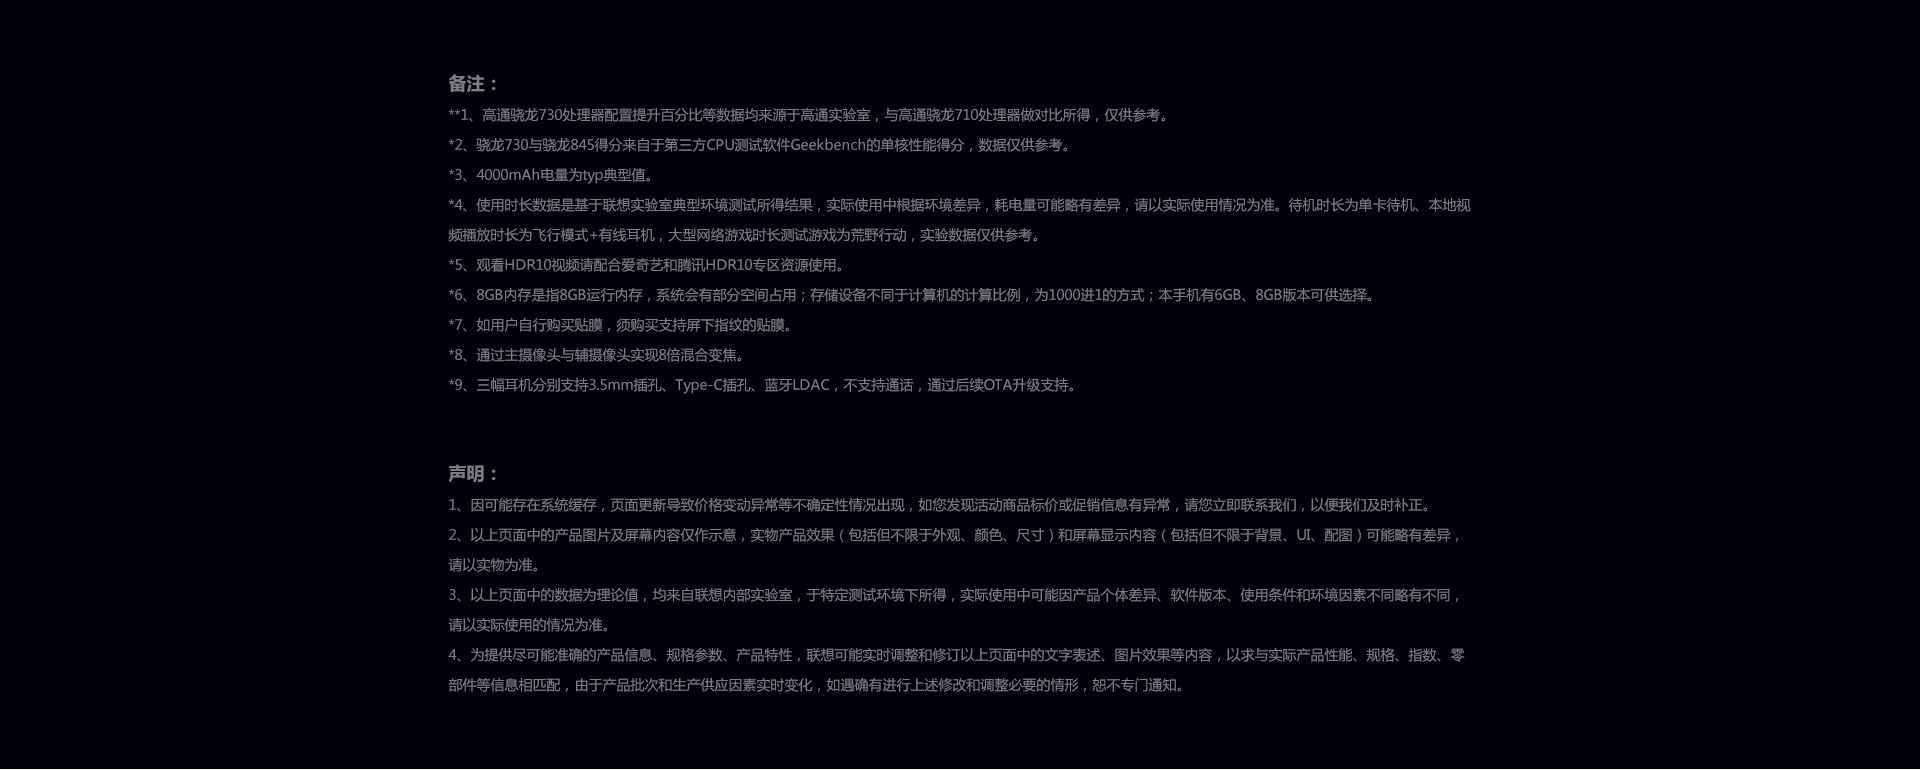 备注：
**1、高通骁龙730处理器配置提升百分比等数据均来源于高通实验室，与高通骁龙710处理器做对比所得，仅供参考。
*2、骁龙730与骁龙845得分来自于第三方CPU测试软件Geekbench的单核性能得分，数据仅供参考。
*3、4000mAh电量为typ典型值。
*4、使用时长数据是基于联想实验室典型环境测试所得结果，实际使用中根据环境差异，耗电量可能略有差异，请以实际使用情况为准。待机时长为单卡待机、本地视
频播放时长为飞行模式+有线耳机，大型网络游戏时长测试游戏为荒野行动，实验数据仅供参考。
*5、观看HDR10视频请配合爱奇艺和腾讯HDR10专区资源使用。
*6、8GB内存是指8GB运行内存，系统会有部分空间占用；存储设备不同于计算机的计算比例，为1000进1的方式；本手机有6GB、8GB版本可供选择。
*7、如用户自行购买贴膜，须购买支持屏下指纹的贴膜。
*8、通过主摄像头与辅摄像头实现8倍混合变焦。
*9、三幅耳机分别支持3.5mm插孔、Type-C插孔、蓝牙LDAC，不支持通话，通过后续OTA升级支持。
声明：
1、因可能存在系统缓存，页面更新导致价格变动异常等不确定性情况出现，如您发现活动商品标价或促销信息有异常，请您立即联系我们，以便我们及时补正。
2、以上页面中的产品图片及屏幕内容仅作示意，实物产品效果（包括但不限于外观、颜色、尺寸）和屏幕显示内容（包括但不限于背景、UI、配图）可能略有差异，
请以实物为准。
3、以上页面中的数据为理论值，均来自联想内部实验室，于特定测试环境下所得，实际使用中可能因产品个体差异、软件版本、使用条件和环境因素不同略有不同，
请以实际使用的情况为准。
4、为提供尽可能准确的产品信息、规格参数、产品特性，联想可能实时调整和修订以上页面中的文字表述、图片效果等内容，以求与实际产品性能、规格、指数、零
部件等信息相匹配，由于产品批次和生产供应因素实时变化，如遇确有进行上述修改和调整必要的情形，恕不专门通知。